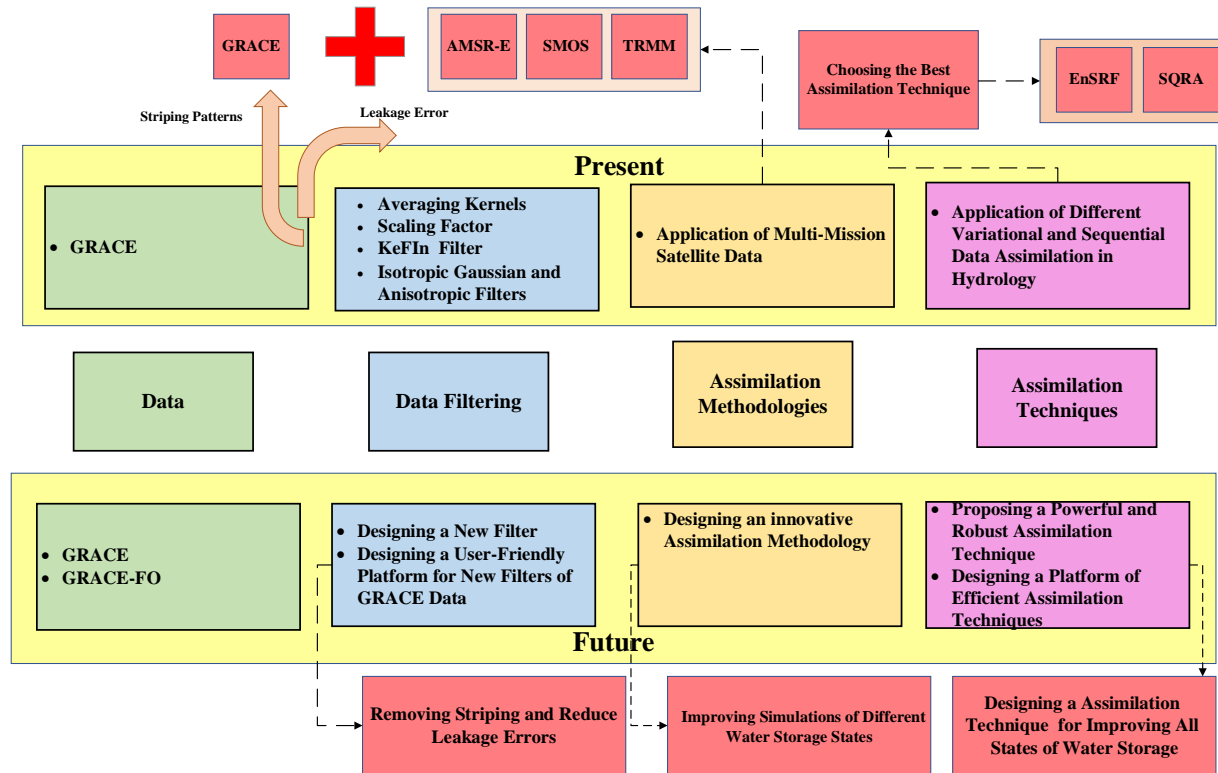 GRACE
AMSR-E
SMOS
TRMM
Choosing the Best
Assimilation Technique
EnSRF
SQRA
Striping Patterns
Leakage Error
Present
• GRACE
• Averaging Kernels
• Scaling Factor
• KeFIn Filter
• Isotropic Gaussian and
Anisotropic Filters
• Application of Multi-Mission
Satellite Data
• Application of Different
Variational and Sequential
Data Assimilation in
Hydrology
Data
Data Filtering
Assimilation
Methodologies
Assimilation
Techniques
• GRACE
• GRACE-FO
• Designing a New Filter
• Designing a User-Friendly
Platform for New Filters of
GRACE Data
• Designing an innovative
Assimilation Methodology
• Proposing a Powerful and
Robust Assimilation
Technique
• Designing a Platform of
Efficient Assimilation
Techniques
Future
Removing Striping and Reduce
Leakage Errors
Improving Simulations of Different
Water Storage States
Designing a Assimilation
Technique for Improving All
States of Water Storage